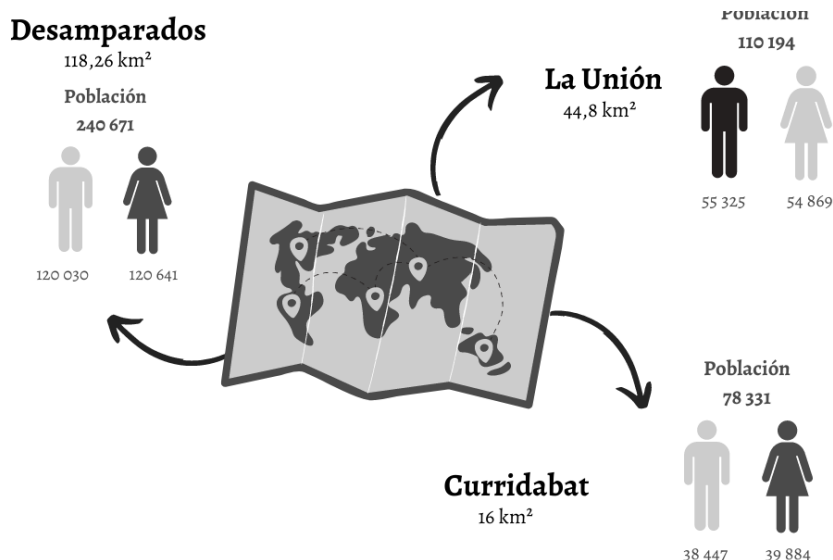 Desamparados
118,26 km²
Población
240 671
120 030
120 641
La Unión
44,8 km²
Población
110 194
55 325
54 869
Población
78 331
Curridabat
16 km²
38 447
39 884